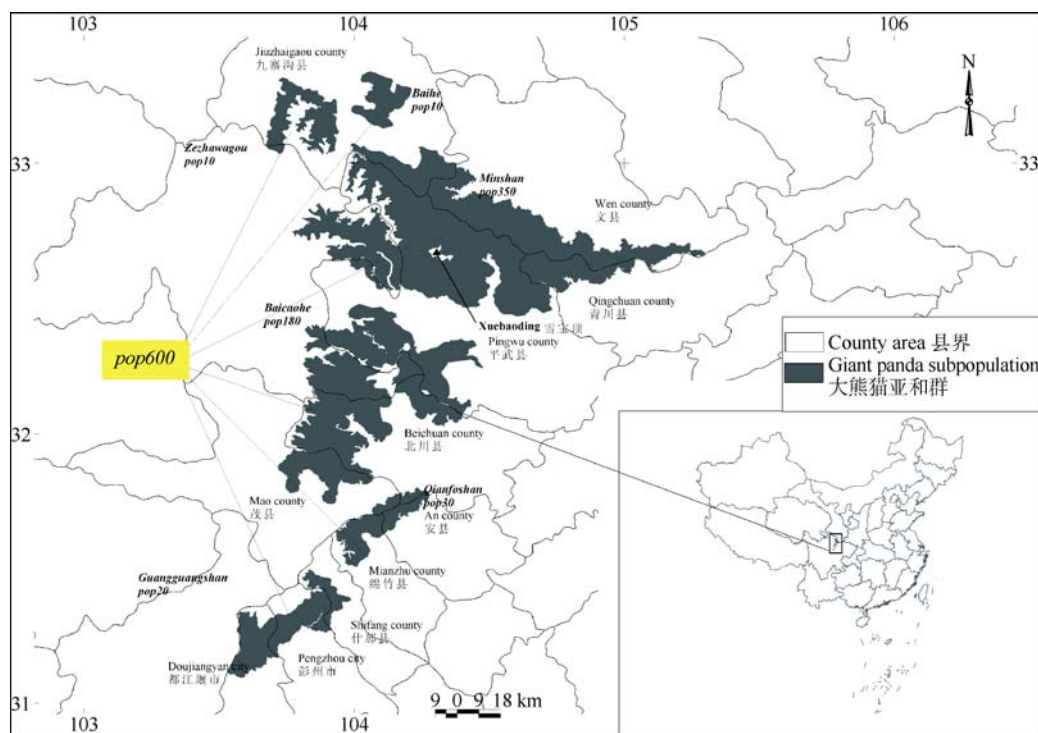 103
104
105
106
Jiuzhaigaou county
九寨沟县
Baihe
pop10
N
Zezhawagou
pop10
33
33
Minshan
pop350
Wen county
文县
Baicaohe
pop180
Qingchuan county
青川县
Xuebaoding 雪宝顶
Pingwu county
平武县
pop600
County area 县界
Giant panda subpopulation
大熊猫亚和群
32
Beichuan county
北川县
Qianfoshan
pop30
Mao county
茂县
An county
安县
Mianzhu county
绵竹县
Guangguangshan
pop20
Shifang county
什邡县
Doujiangyan city
都江堰市
Pengzhou city
彭州市
31
9 0 9 18 km
103
104